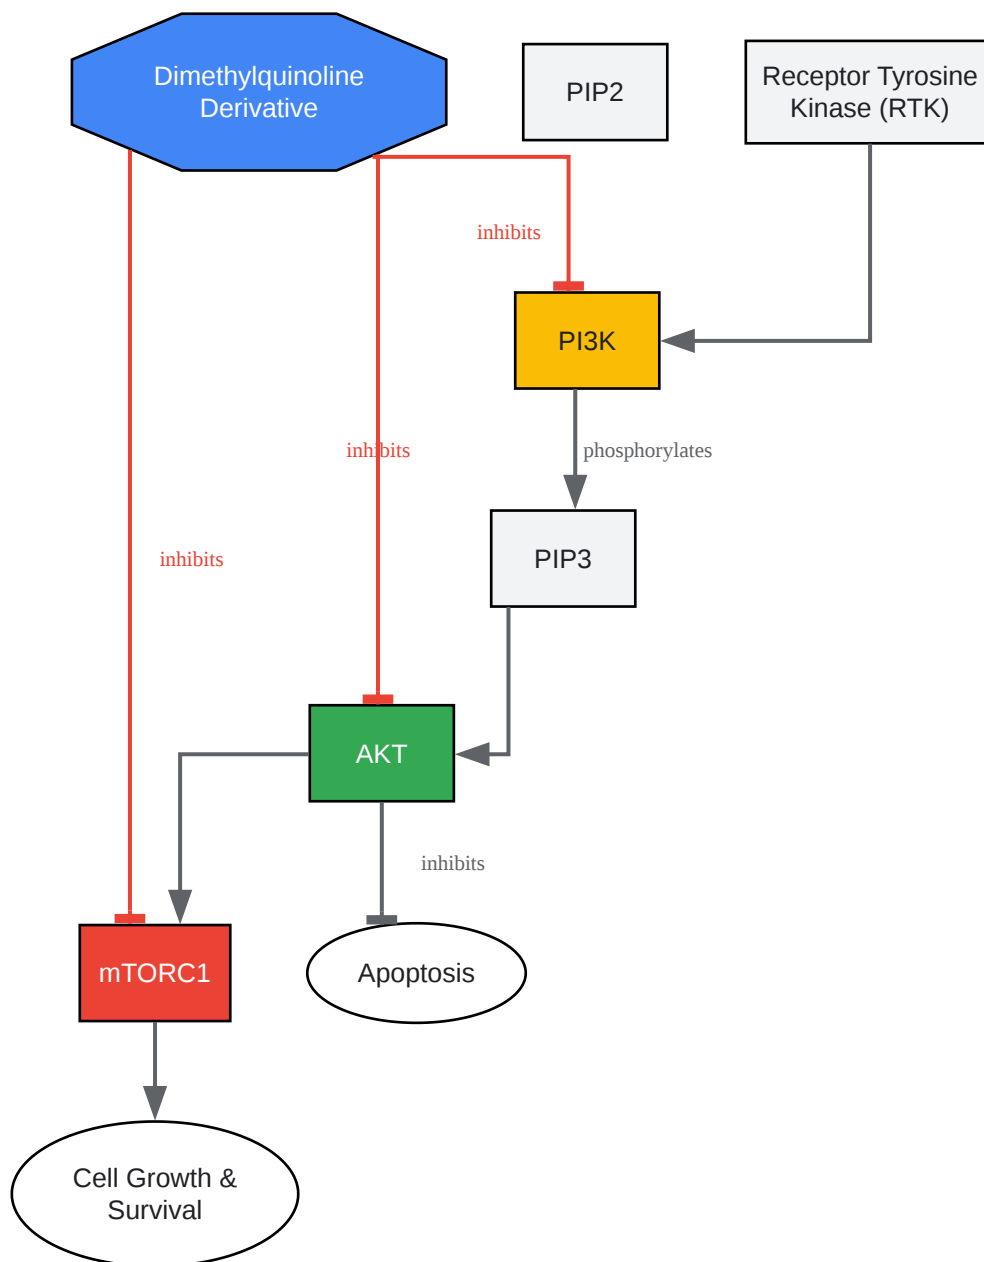 Dimethylquinoline
Derivative
PIP2
Receptor Tyrosine
Kinase (RTK)
inhibits
PI3K
inhibits
phosphorylates
inhibits
PIP3
AKT
inhibits
mTORC1
Apoptosis
Cell Growth &
Survival